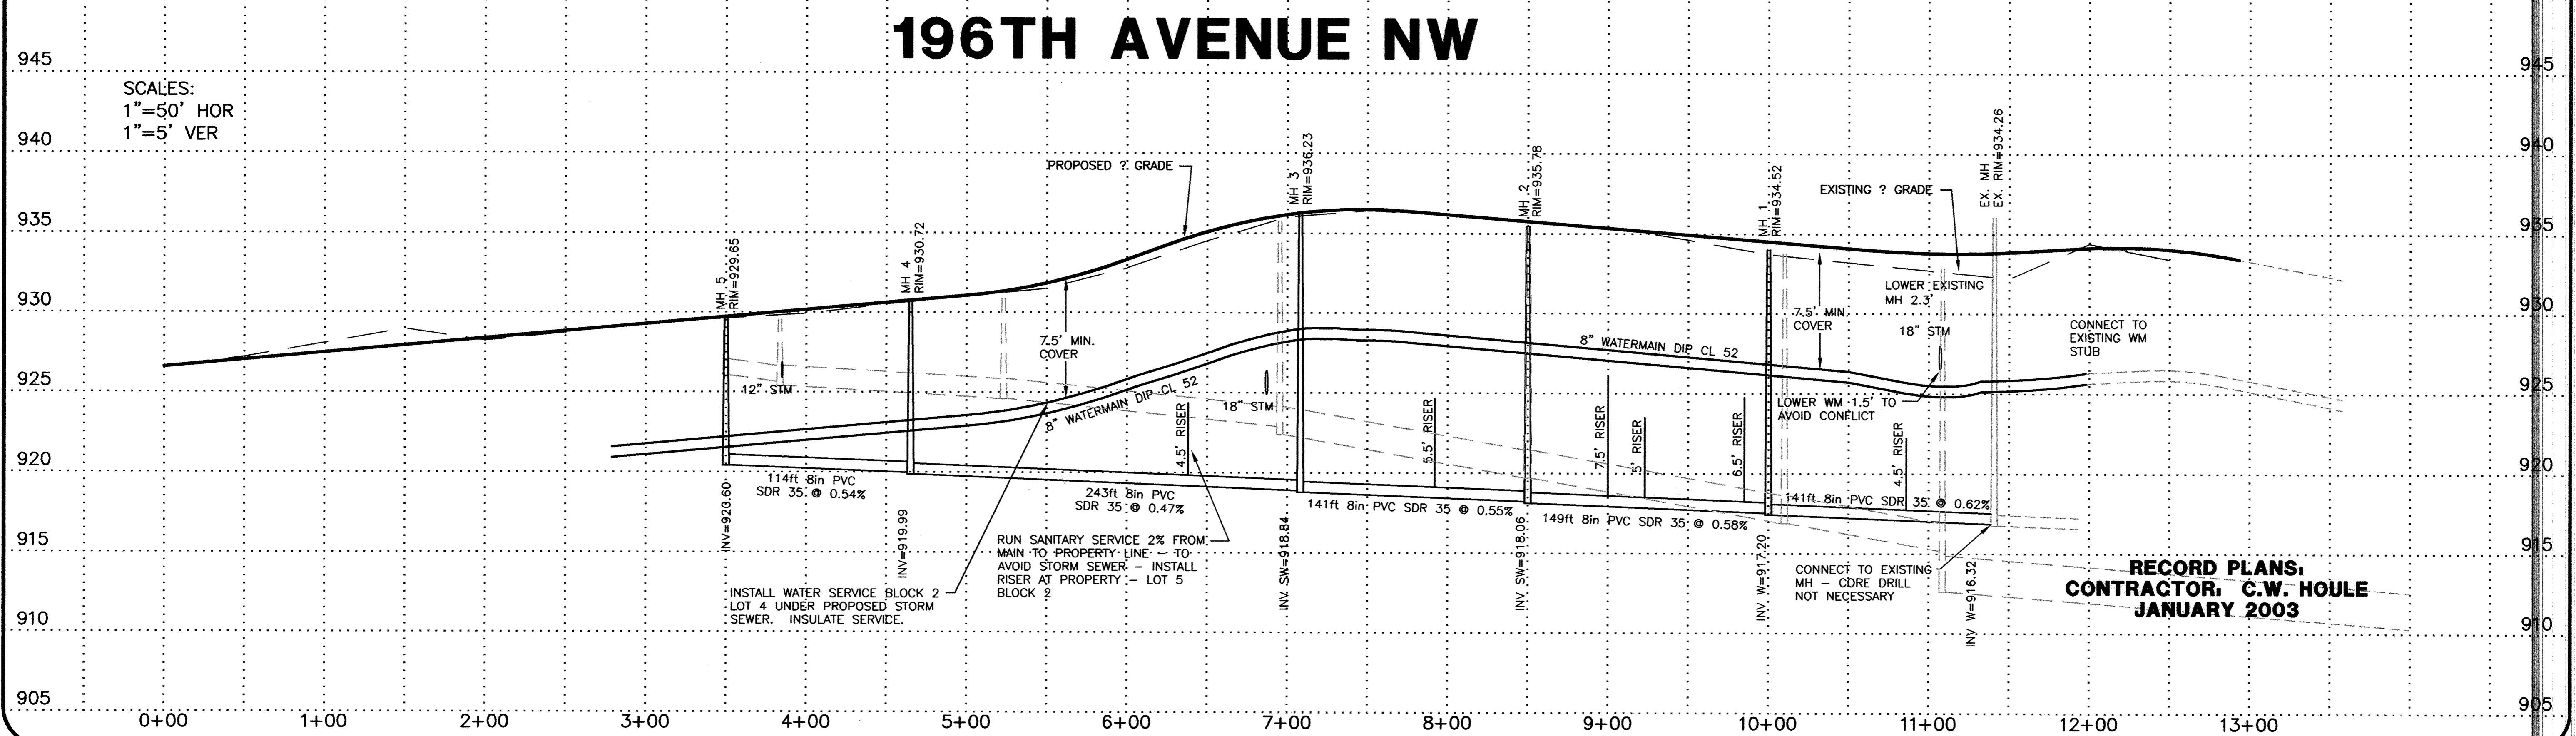 196TH AVENUE NW
945
945
SCALES:
1"=50' HOR
1"=5' VER
940
940
935
935
930
930
925
925
920
920
915
915
910
910
905
905
PROPOSED ? GRADE
EXISTING ? GRADE
MH 5
RIM=929.65
MH 4
RIM=930.72
MH 3
RIM=936.23
MH 2
RIM=935.78
MH 1
RIM=934.52
EX. MH
EX. RIM=934.26
7.5' MIN.
COVER
7.5' MIN.
COVER
LOWER EXISTING
MH 2.3'
18" STM
CONNECT TO
EXISTING WM
STUB
12" STM
8" WATERMAIN DIP CL 52
18" STM
8" WATERMAIN DIP CL 52
LOWER WM 1.5' TO
AVOID CONFLICT
4.5' RISER
5.5' RISER
7.5' RISER
5' RISER
6.5' RISER
4.5' RISER
114ft 8in PVC
SDR 35 @ 0.54%
243ft 8in PVC
SDR 35 @ 0.47%
141ft 8in PVC SDR 35 @ 0.55%
149ft 8in PVC SDR 35 @ 0.58%
141ft 8in PVC SDR 35 @ 0.62%
INV=920.60
INV=919.99
INV SW=918.84
INV SW=918.06
INV W=917.20
INV W=916.32
INSTALL WATER SERVICE BLOCK 2
LOT 4 UNDER PROPOSED STORM
SEWER. INSULATE SERVICE.
RUN SANITARY SERVICE 2% FROM
MAIN TO PROPERTY LINE – TO
AVOID STORM SEWER – INSTALL
RISER AT PROPERTY – LOT 5
BLOCK 2
CONNECT TO EXISTING
MH – CORE DRILL
NOT NECESSARY
RECORD PLANS:
CONTRACTOR: C.W. HOULE
JANUARY 2003
0+00 1+00 2+00 3+00 4+00 5+00 6+00 7+00 8+00 9+00 10+00 11+00 12+00 13+00